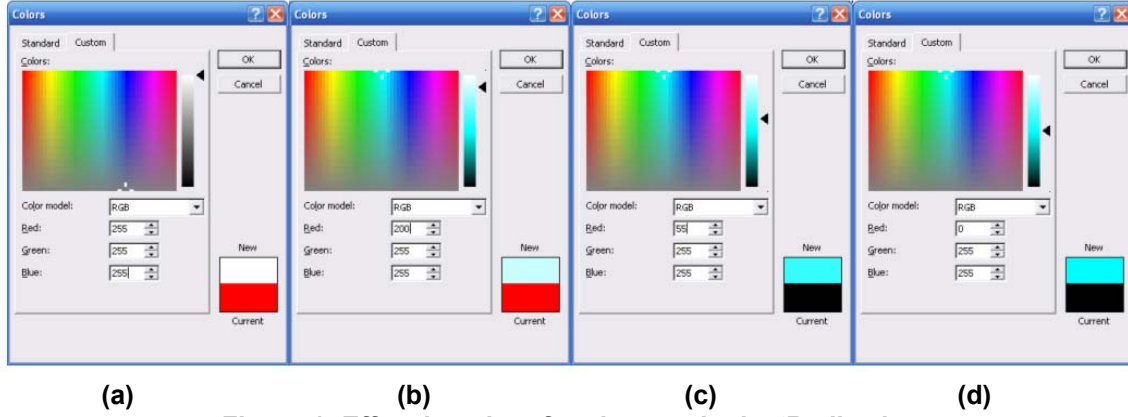 Colors
Standard Custom
Colors:
OK
Cancel
Color model: RGB
Red: 255
Green: 255
Blue: 255
New
Current
Colors
Standard Custom
Colors:
OK
Cancel
Color model: RGB
Red: 200
Green: 255
Blue: 255
New
Current
Colors
Standard Custom
Colors:
OK
Cancel
Color model: RGB
Red: 55
Green: 255
Blue: 255
New
Current
Colors
Standard Custom
Colors:
OK
Cancel
Color model: RGB
Red: 0
Green: 255
Blue: 255
New
Current
(a) (b) (c) (d)